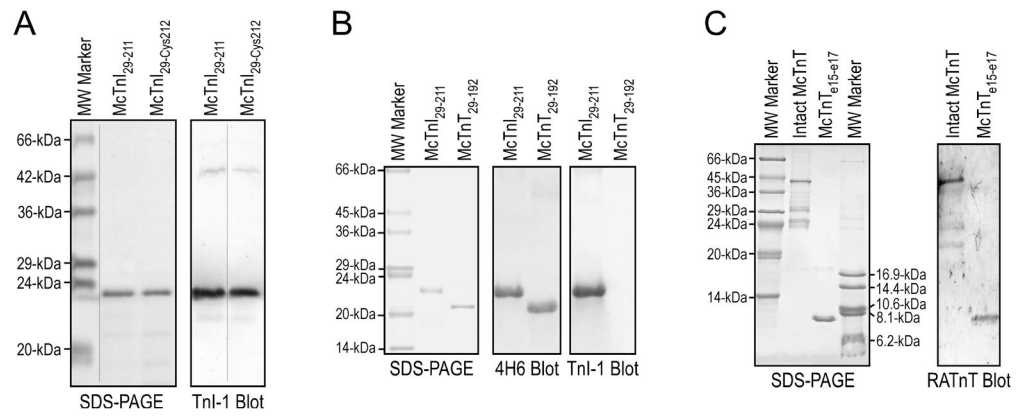 A
MW Marker
McTnI29-211
McTnI29-Cys212
McTnI29-211
McTnI29-Cys212
66-kDa
42-kDa
36-kDa
29-kDa
24-kDa
20-kDa
SDS-PAGE
TnI-1 Blot
B
MW Marker
McTnI29-211
McTnT29-192
McTnI29-211
McTnT29-192
McTnI29-211
McTnT29-192
66-kDa
45-kDa
36-kDa
29-kDa
24-kDa
20-kDa
14-kDa
SDS-PAGE
4H6 Blot
TnI-1 Blot
C
MW Marker
Intact McTnT
McTnTe15-e17
MW Marker
Intact McTnT
McTnTe15-e17
66-kDa
45-kDa
36-kDa
29-kDa
24-kDa
20-kDa
14-kDa
16.9-kDa
14.4-kDa
10.6-kDa
8.1-kDa
6.2-kDa
SDS-PAGE
RATnT Blot